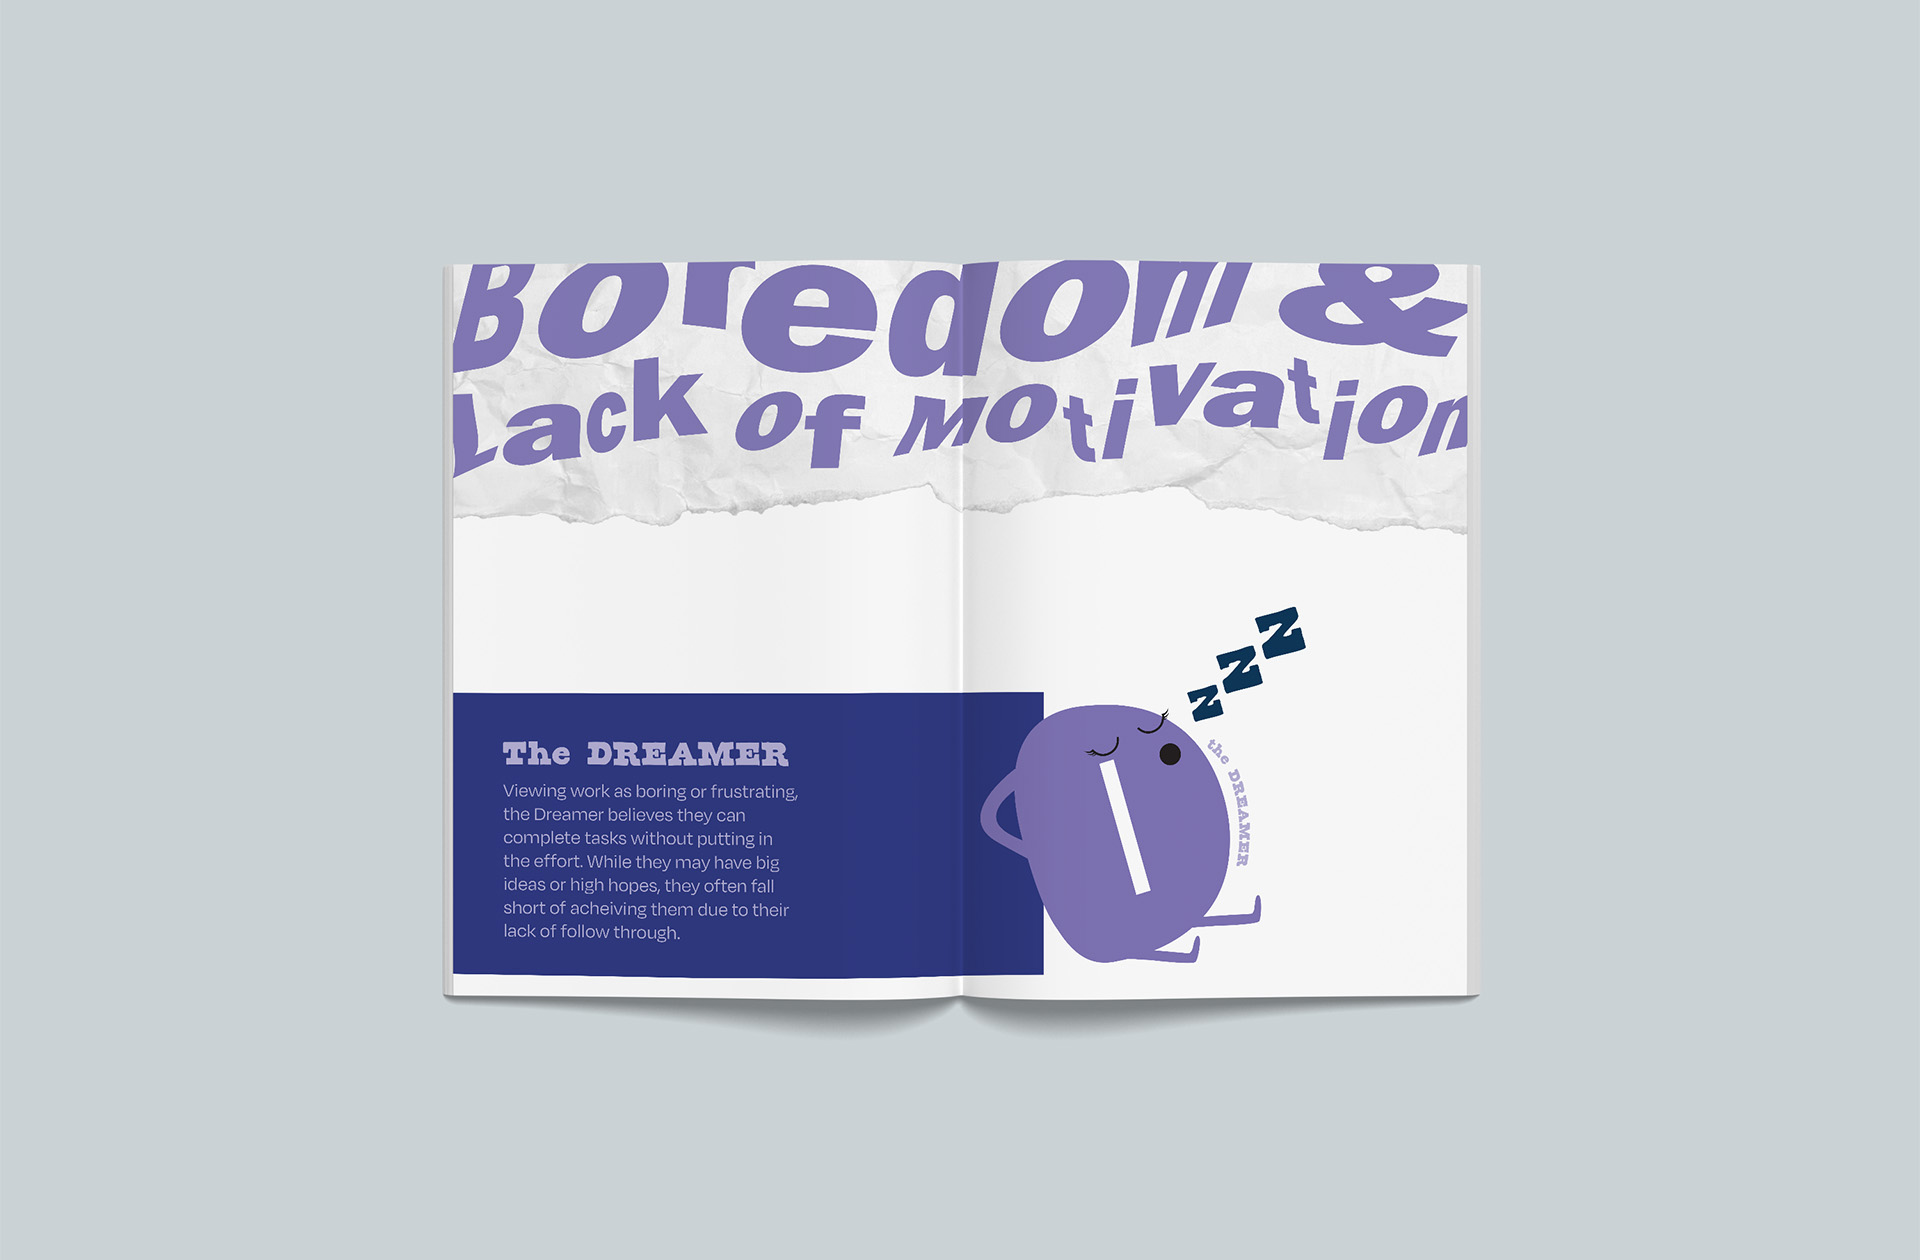 Boredom &
Lack of Motivation
z z z
The DREAMER
Viewing work as boring or frustrating,
the Dreamer believes they can
complete tasks without putting in
the effort. While they may have big
ideas or high hopes, they often fall
short of acheiving them due to their
lack of follow through.
the DREAMER